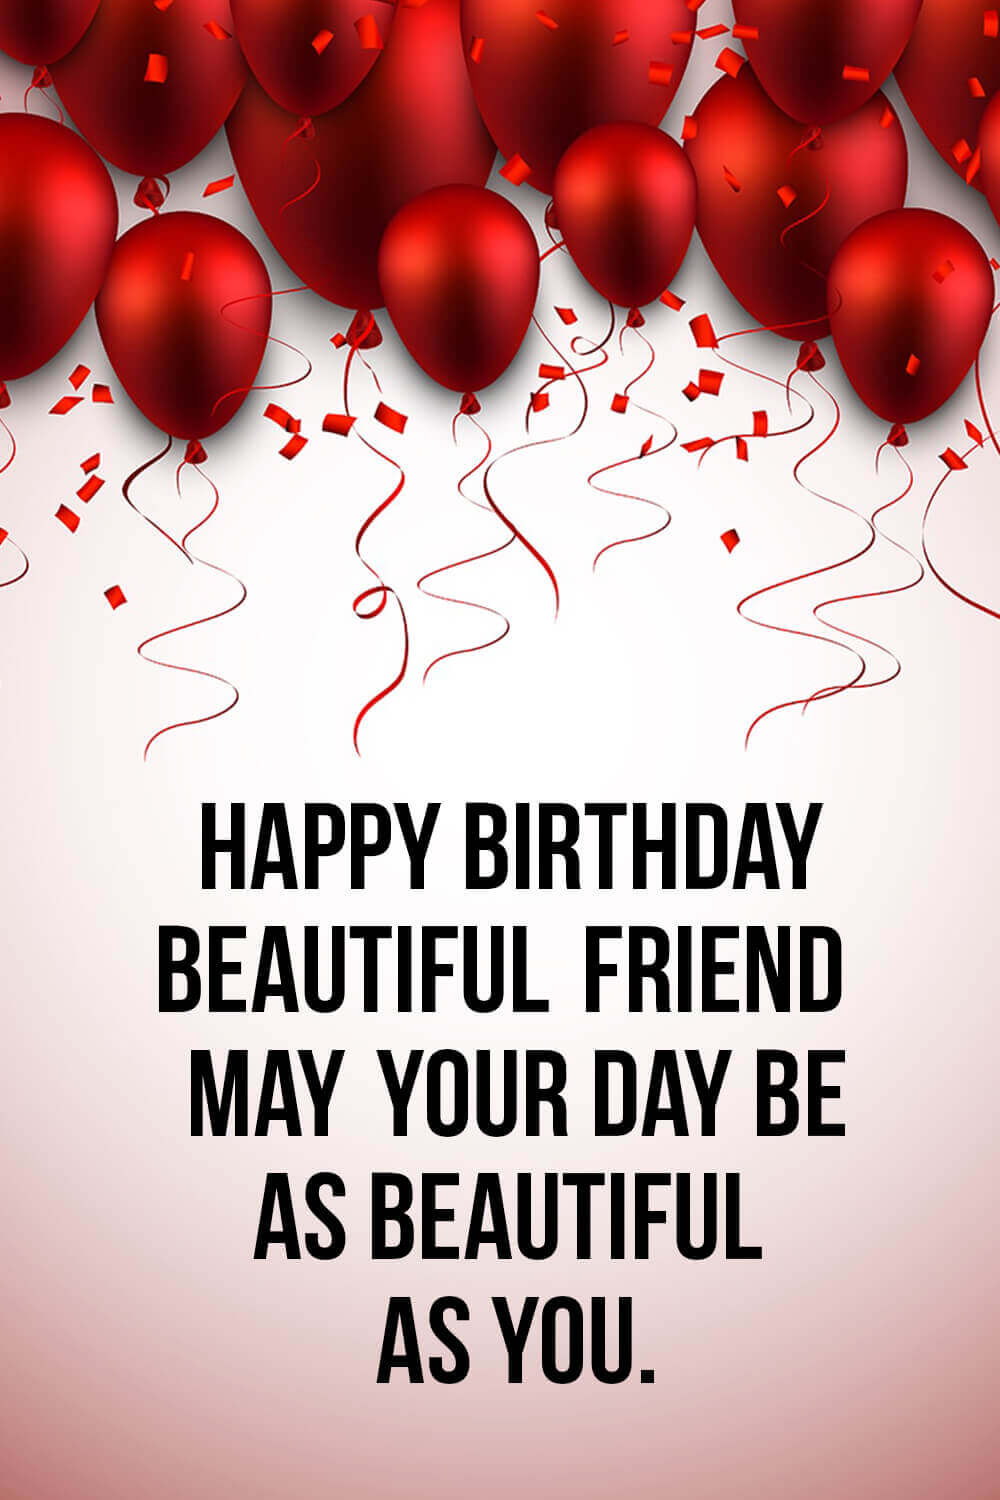 HAPPY BIRTHDAY
BEAUTIFUL FRIEND
MAY YOUR DAY BE
AS BEAUTIFUL
AS YOU.